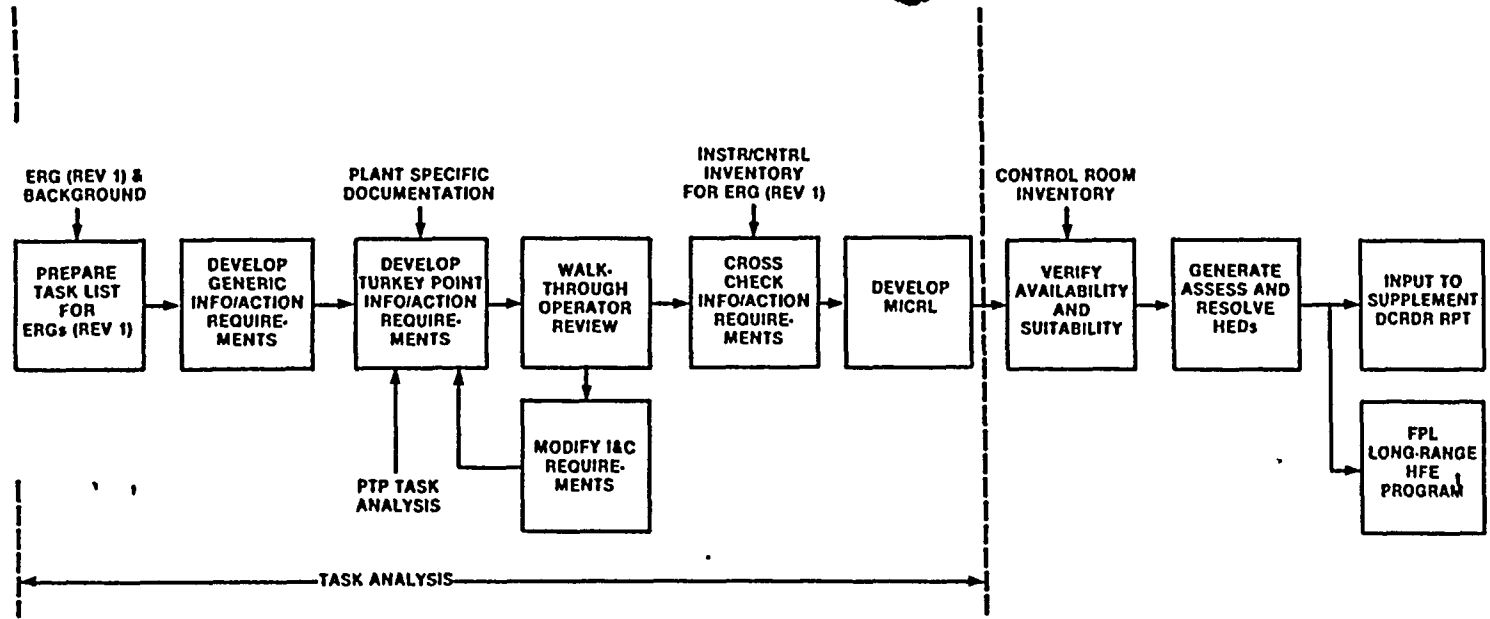 ERG (REV 1) &
BACKGROUND
PLANT SPECIFIC
DOCUMENTATION
INSTR/CNTRL
INVENTORY
FOR ERG (REV 1)
CONTROL ROOM
INVENTORY
PREPARE
TASK LIST
FOR
ERGs (REV 1)
DEVELOP
GENERIC
INFO/ACTION
REQUIRE-
MENTS
DEVELOP
TURKEY POINT
INFO/ACTION
REQUIRE-
MENTS
WALK-
THROUGH
OPERATOR
REVIEW
CROSS
CHECK
INFO/ACTION
REQUIRE-
MENTS
DEVELOP
MICRL
VERIFY
AVAILABILITY
AND
SUITABILITY
GENERATE
ASSESS AND
RESOLVE
HEDs
INPUT TO
SUPPLEMENT
DCRDR RPT
MODIFY I&C
REQUIRE-
MENTS
FPL
LONG-RANGE
HFE
PROGRAM
PTP TASK
ANALYSIS
TASK ANALYSIS